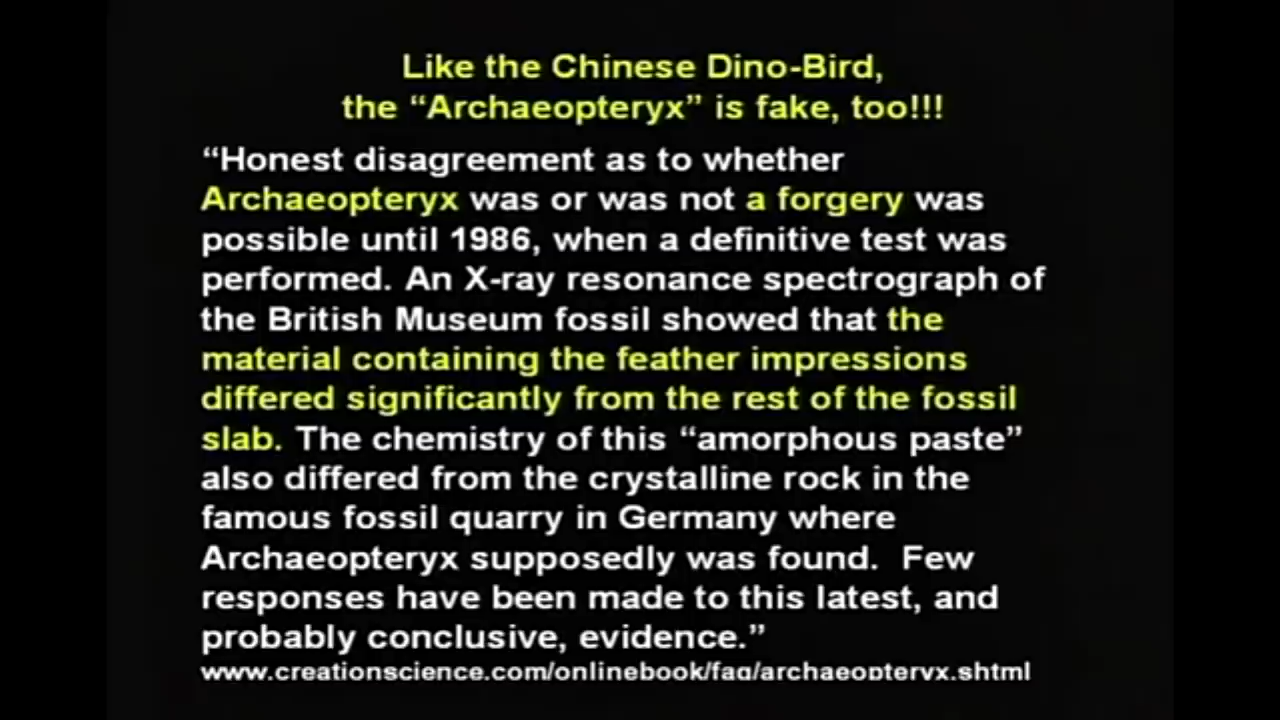 Like the Chinese Dino-Bird,
the “Archaeopteryx” is fake, too!!!
“Honest disagreement as to whether
Archaeopteryx was or was not a forgery was
possible until 1986, when a definitive test was
performed. An X-ray resonance spectrograph of
the British Museum fossil showed that the
material containing the feather impressions
differed significantly from the rest of the fossil
slab. The chemistry of this “amorphous paste”
also differed from the crystalline rock in the
famous fossil quarry in Germany where
Archaeopteryx supposedly was found. Few
responses have been made to this latest, and
probably conclusive, evidence.”
www.creationscience.com/onlinebook/faq/archaeopteryx.shtml